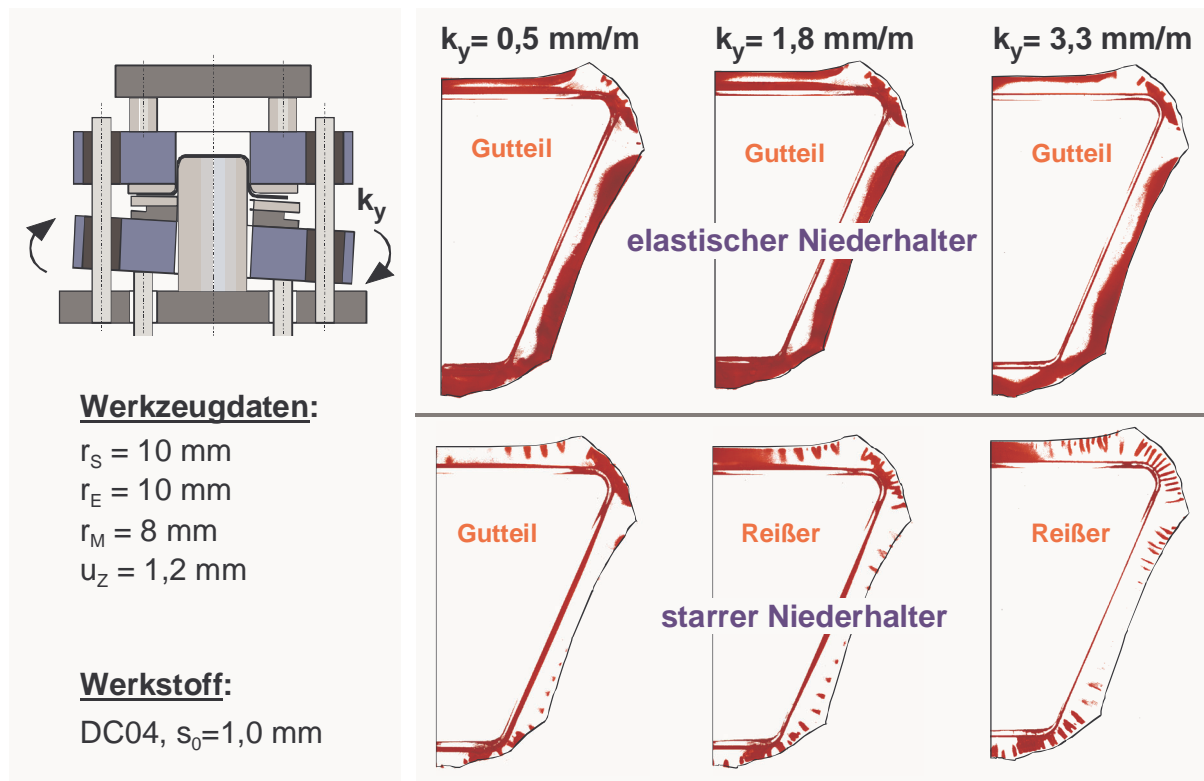 k_y= 0,5 mm/m
k_y= 1,8 mm/m
k_y= 3,3 mm/m
k_y
Gutteil
Gutteil
Gutteil
elastischer Niederhalter
Werkzeugdaten:
r_S = 10 mm
r_E = 10 mm
r_M = 8 mm
u_Z = 1,2 mm
Werkstoff:
DC04, s_0=1,0 mm
Gutteil
Reißer
Reißer
starrer Niederhalter